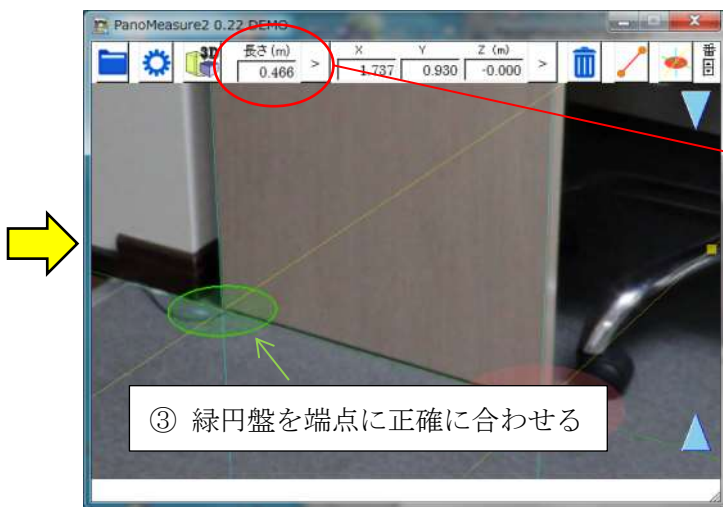 PanoMeasure2 0.22 DEMO
3D
長さ (m)
0.466
>
X
Y
Z (m)
1.737
0.930
-0.000
>
番
③ 緑円盤を端点に正確に合わせる